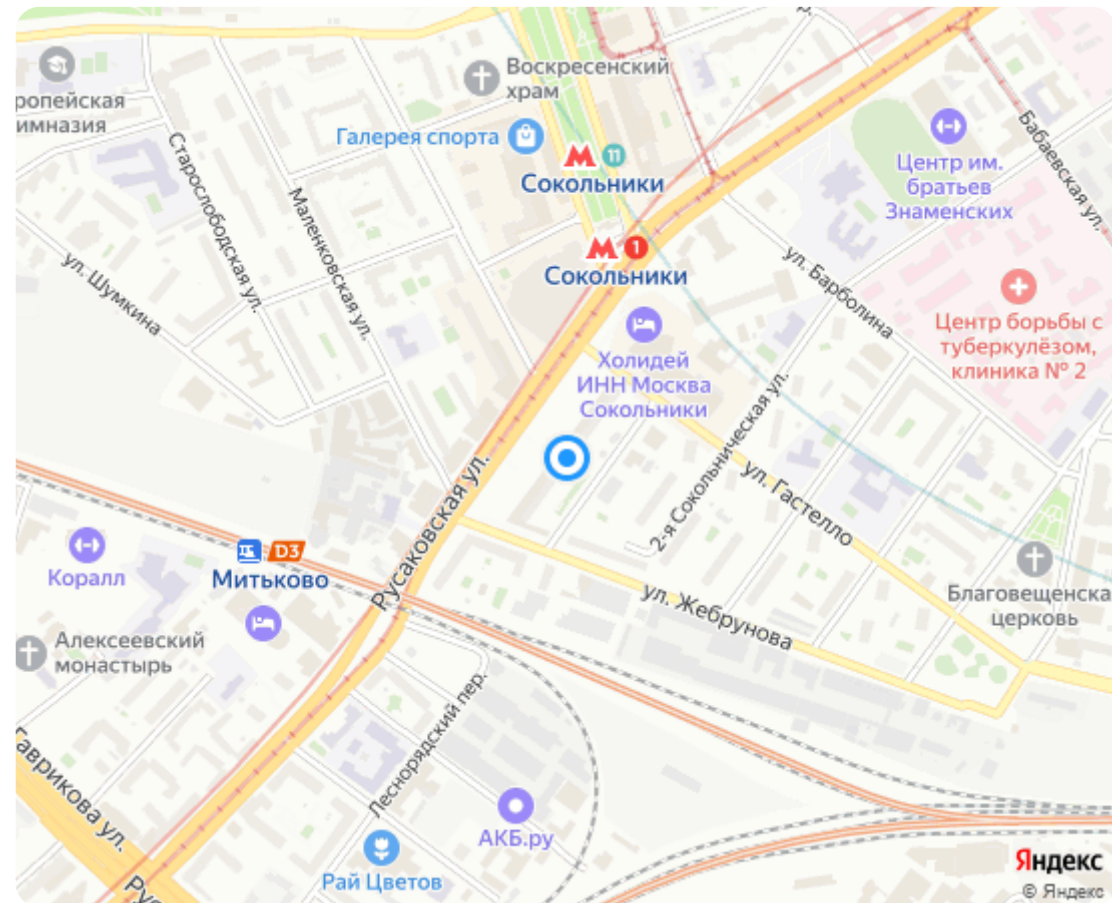 Воскресенский
храм
ропейская
имназия
Галерея спорта
11
Сокольники
Центр им.
братьев
Знаменских
Бабаевская ул.
Старослободская ул.
Маленковская ул.
ул. Шумкина
1
Сокольники
ул. Барболина
Центр борьбы с
туберкулёзом,
клиника № 2
Холидей
ИНН Москва
Сокольники
2-я Сокольническая ул.
ул. Гастелло
Русаковская ул.
Коралл
D3
Митьково
ул. Жебрунова
Благовещенска
церковь
Алексеевский
монастырь
Леснорядский пер.
Гаврикова ул.
АКБ.ру
Рай Цветов
Рус
Яндекс
© Яндекс